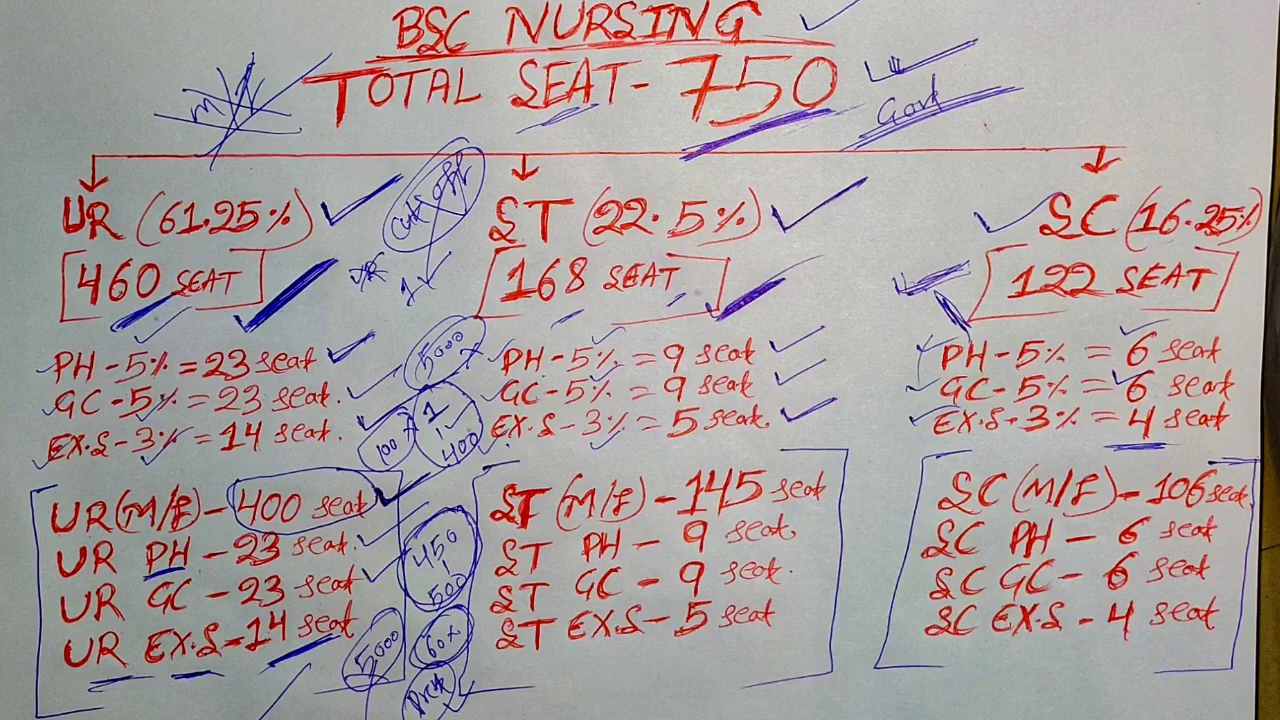 BSC NURSING
TOTAL SEAT- 750
Govt
UR (61.25%)
460 SEAT
PH - 5% = 23 seat
GC - 5% = 23 seat.
EX.S - 3% = 14 seat.
UR(M/F) - 400 seat
UR PH - 23 seat.
UR GC - 23 seat
UR EX.S - 14 seat
Cut off
UR
1
5000
100
1
400
450
500
5000
60
ST (22.5%)
168 SEAT
PH - 5% = 9 seat
GC - 5% = 9 seat
EX.S - 3% = 5 seat.
ST (M/F) - 145 seat
ST PH - 9 seat.
ST GC - 9 seat.
ST EX.S - 5 seat
SC (16.25%)
122 SEAT
PH - 5% = 6 seat
GC - 5% = 6 seat
EX.S - 3% = 4 seat.
SC (M/F) - 106 seat.
SC PH - 6 seat
SC GC - 6 seat
SC EX.S - 4 seat